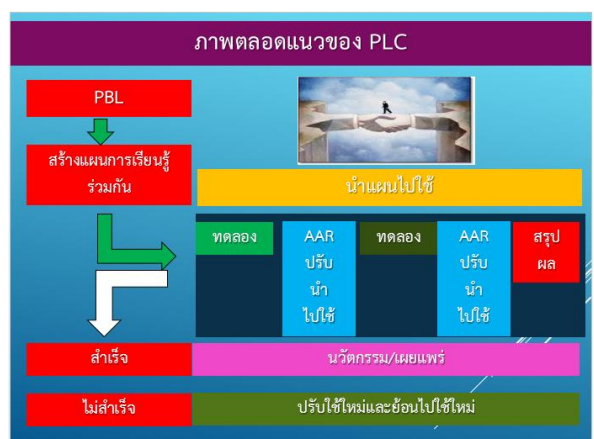 ภาพตลอดแนวของ PLC
PBL
สร้างแผนการเรียนรู้
ร่วมกัน
นำแผนไปใช้
ทดลอง
AAR
ปรับ
นำ
ไปใช้
ทดลอง
AAR
ปรับ
นำ
ไปใช้
สรุป
ผล
สำเร็จ
นวัตกรรม/เผยแพร่
ไม่สำเร็จ
ปรับใช้ใหม่และย้อนไปใช้ใหม่